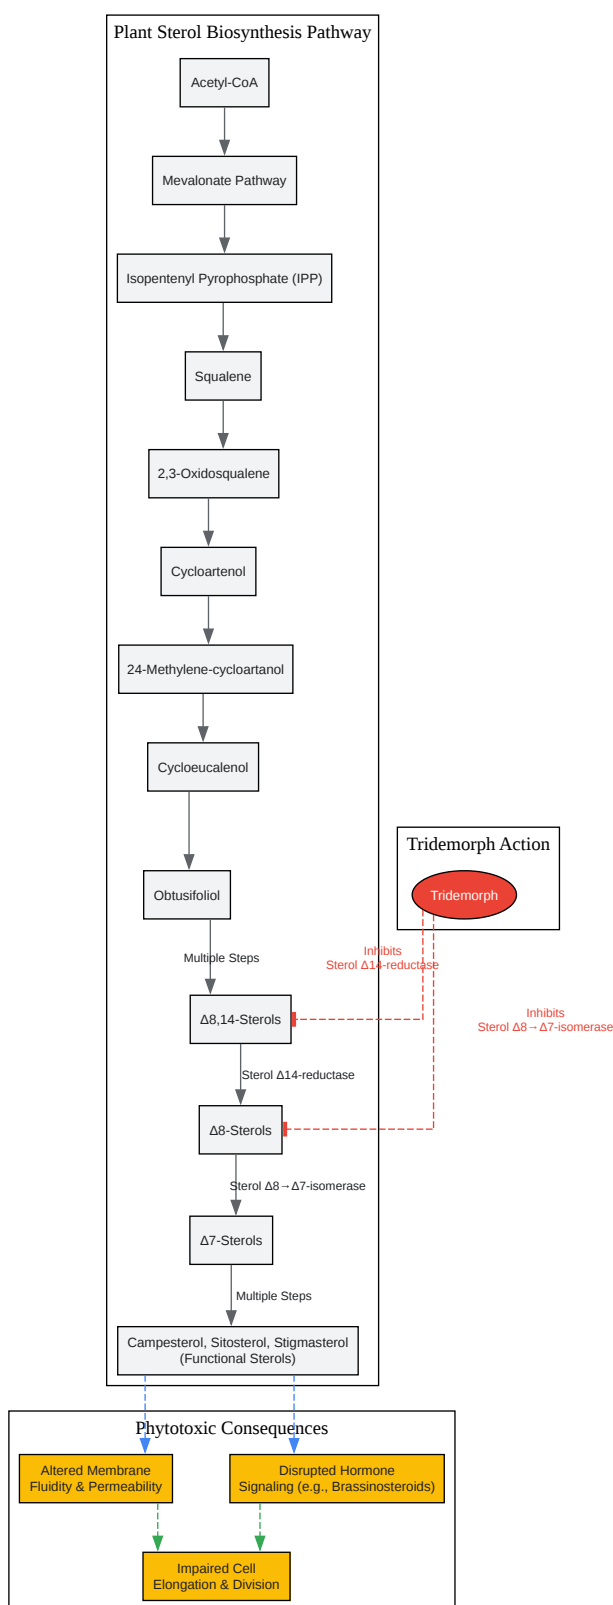 Plant Sterol Biosynthesis Pathway
Acetyl-CoA
Mevalonate Pathway
Isopentenyl Pyrophosphate (IPP)
Squalene
2,3-Oxidosqualene
Cycloartenol
24-Methylene-cycloartanol
Cycloeucalenol
Tridemorph Action
Tridemorph
Obtusifoliol
Multiple Steps
Inhibits
Sterol Δ14-reductase
Δ8,14-Sterols
Inhibits
Sterol Δ8→Δ7-isomerase
Sterol Δ14-reductase
Δ8-Sterols
Sterol Δ8→Δ7-isomerase
Δ7-Sterols
Multiple Steps
Campesterol, Sitosterol, Stigmasterol
(Functional Sterols)
Phytotoxic Consequences
Altered Membrane
Fluidity & Permeability
Disrupted Hormone
Signaling (e.g., Brassinosteroids)
Impaired Cell
Elongation & Division